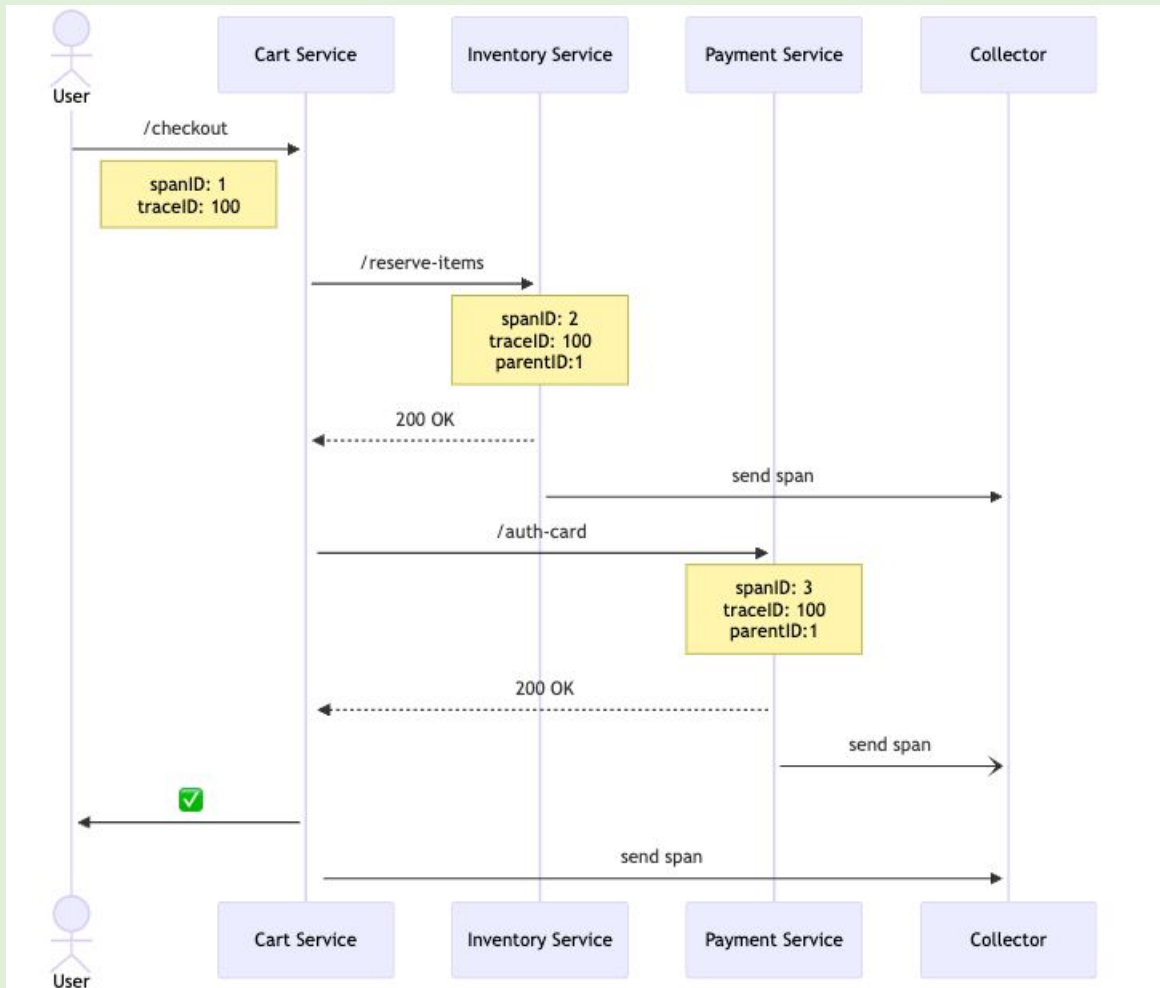 User
Cart Service
Inventory Service
Payment Service
Collector
/checkout
spanID: 1
traceID: 100
/reserve-items
spanID: 2
traceID: 100
parentID:1
200 OK
send span
/auth-card
spanID: 3
traceID: 100
parentID:1
200 OK
send span
send span
User
Cart Service
Inventory Service
Payment Service
Collector